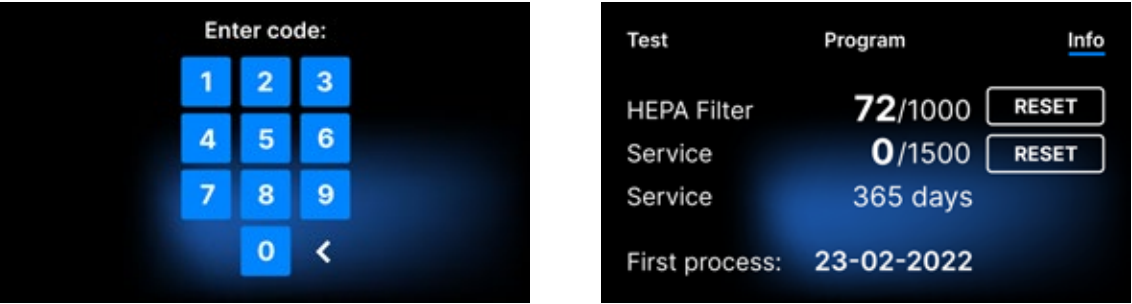 Enter code:
1 2 3
4 5 6
7 8 9
0 <
Test Program Info
HEPA Filter 72/1000 RESET
Service 0/1500 RESET
Service 365 days
First process: 23-02-2022